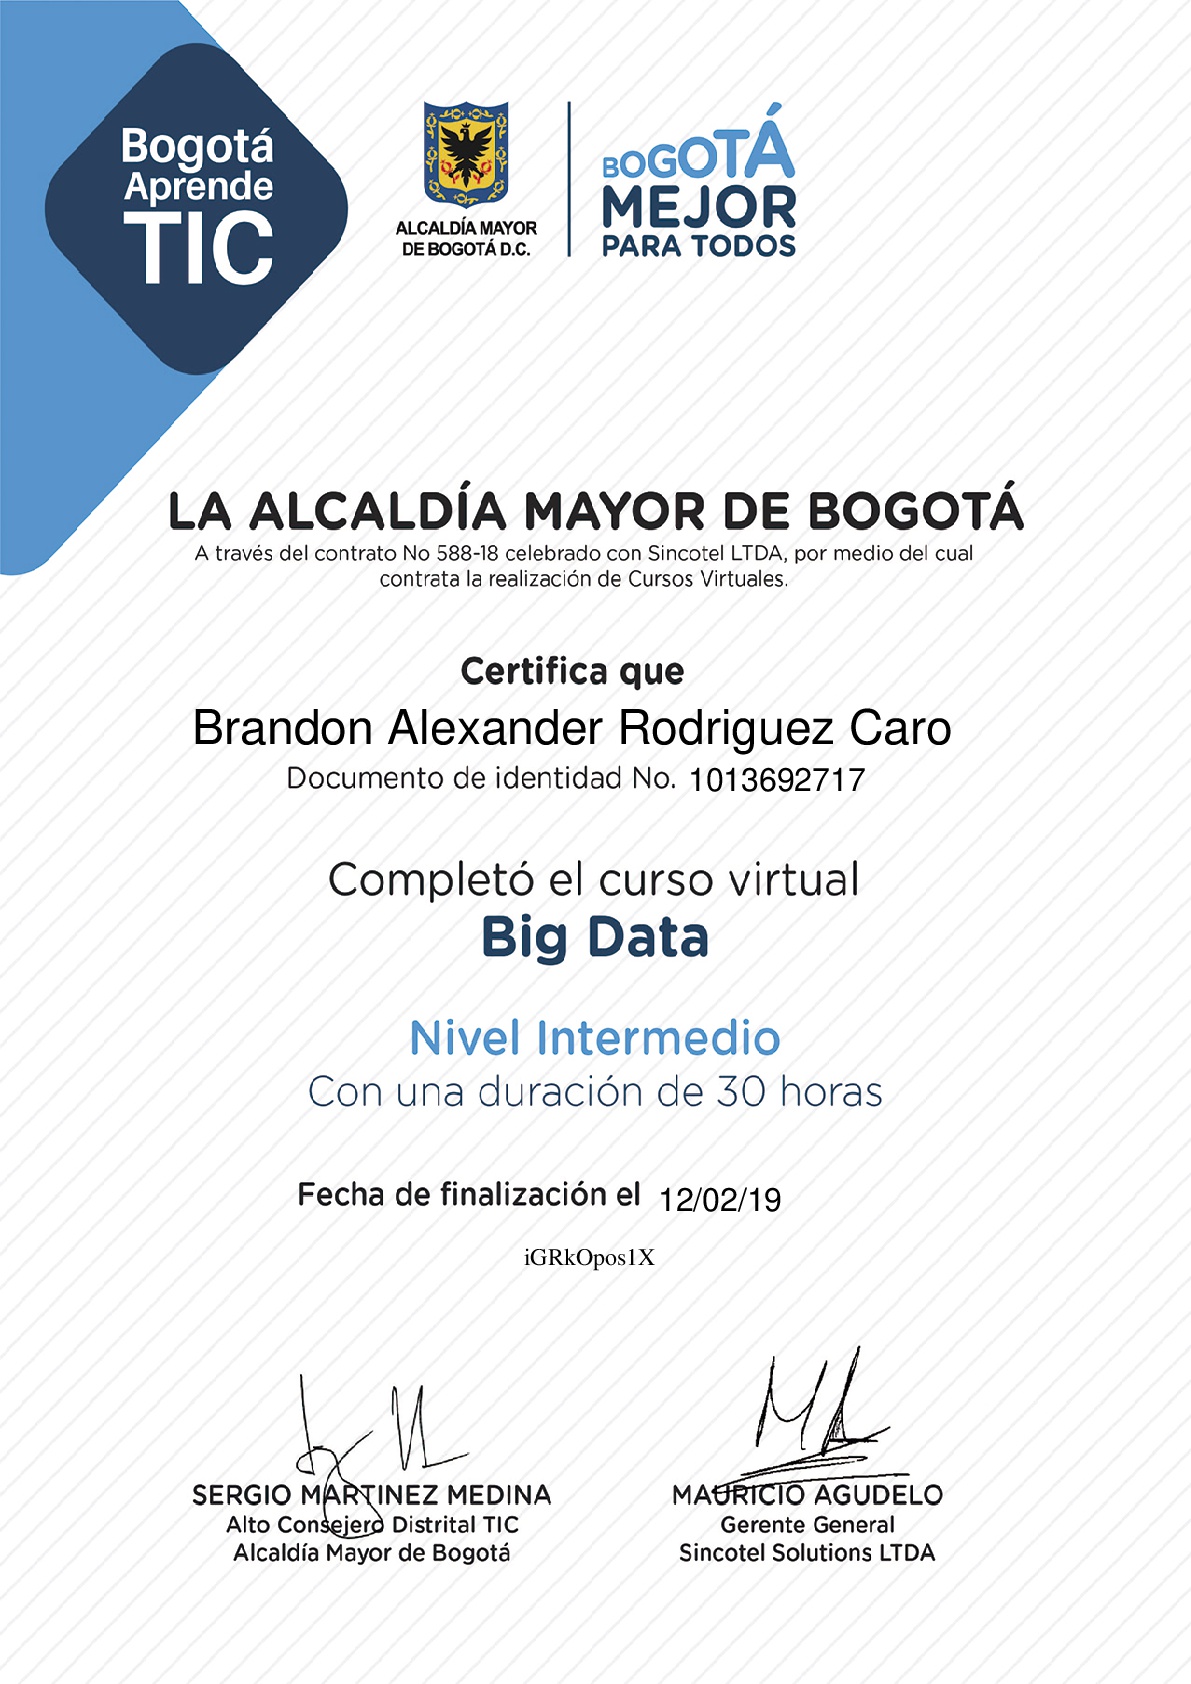 Bogotá
Aprende
TIC
ALCALDÍA MAYOR
DE BOGOTÁ D.C.
BOGOTÁ
MEJOR
PARA TODOS
LA ALCALDÍA MAYOR DE BOGOTÁ
A través del contrato No 588-18 celebrado con Sincotel LTDA, por medio del cual
contrata la realización de Cursos Virtuales.
Certifica que
Brandon Alexander Rodriguez Caro
Documento de identidad No. 1013692717
Completó el curso virtual
Big Data
Nivel Intermedio
Con una duración de 30 horas
Fecha de finalización el 12/02/19
iGRkOpos1X
SERGIO MARTINEZ MEDINA
Alto Consejero Distrital TIC
Alcaldía Mayor de Bogotá
MAURICIO AGUDELO
Gerente General
Sincotel Solutions LTDA